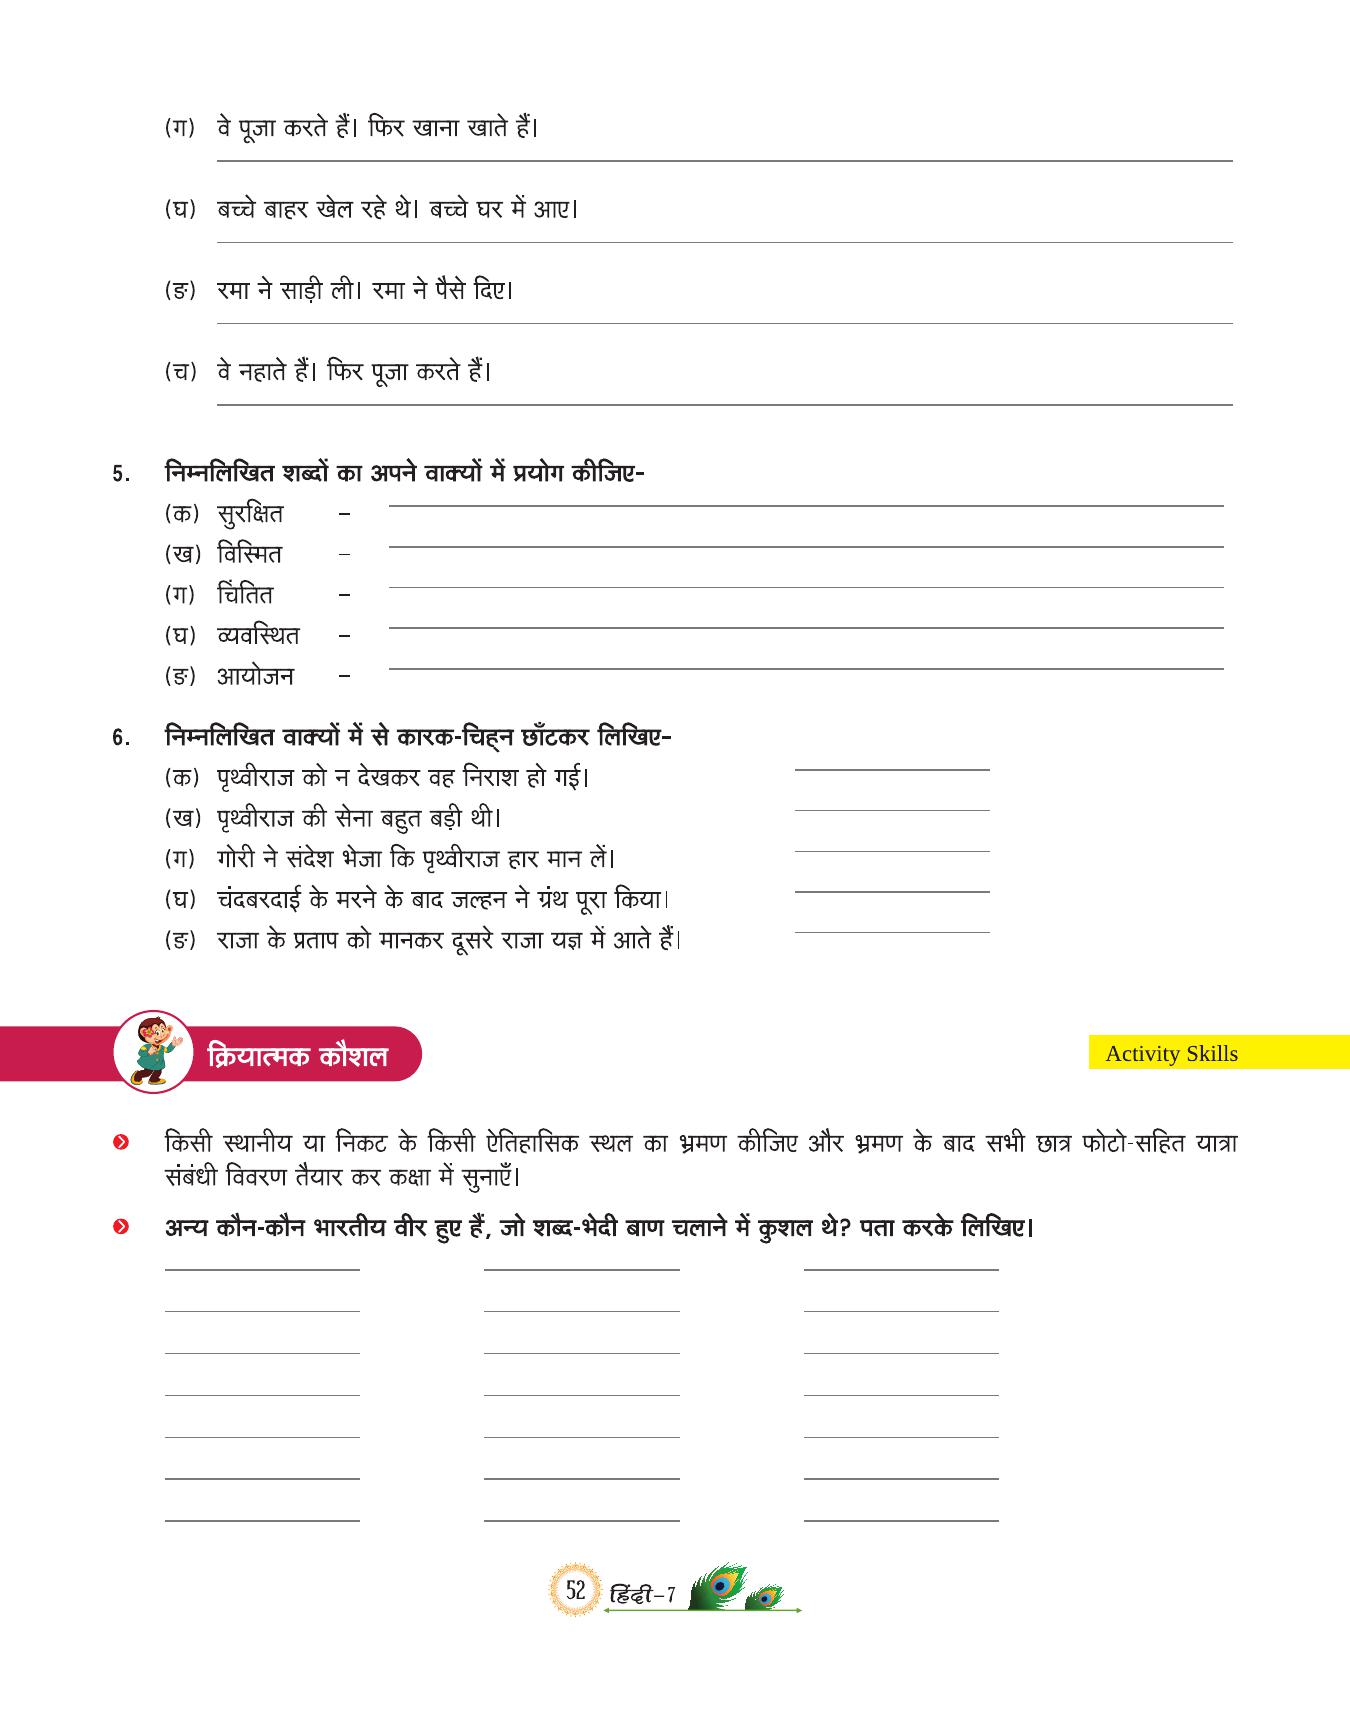 (ग) वे पूजा करते हैं। फिर खाना खाते हैं।
(घ) बच्चे बाहर खेल रहे थे। बच्चे घर में आए।
(ङ) रमा ने साड़ी ली। रमा ने पैसे दिए।
(च) वे नहाते हैं। फिर पूजा करते हैं।
5. निम्नलिखित शब्दों का अपने वाक्यों में प्रयोग कीजिए-
(क) सुरक्षित –
(ख) विस्मित –
(ग) चिंतित –
(घ) व्यवस्थित –
(ङ) आयोजन –
6. निम्नलिखित वाक्यों में से कारक-चिह्न छाँटकर लिखिए–
(क) पृथ्वीराज को न देखकर वह निराश हो गई।
(ख) पृथ्वीराज की सेना बहुत बड़ी थी।
(ग) गोरी ने संदेश भेजा कि पृथ्वीराज हार मान लें।
(घ) चंदबरदाई के मरने के बाद जल्हन ने ग्रंथ पूरा किया।
(ङ) राजा के प्रताप को मानकर दूसरे राजा यज्ञ में आते हैं।
क्रियात्मक कौशल
Activity Skills
किसी स्थानीय या निकट के किसी ऐतिहासिक स्थल का भ्रमण कीजिए और भ्रमण के बाद सभी छात्र फोटो-सहित यात्रा
संबंधी विवरण तैयार कर कक्षा में सुनाएँ।
अन्य कौन-कौन भारतीय वीर हुए हैं, जो शब्द-भेदी बाण चलाने में कुशल थे? पता करके लिखिए।
52 हिंदी–7